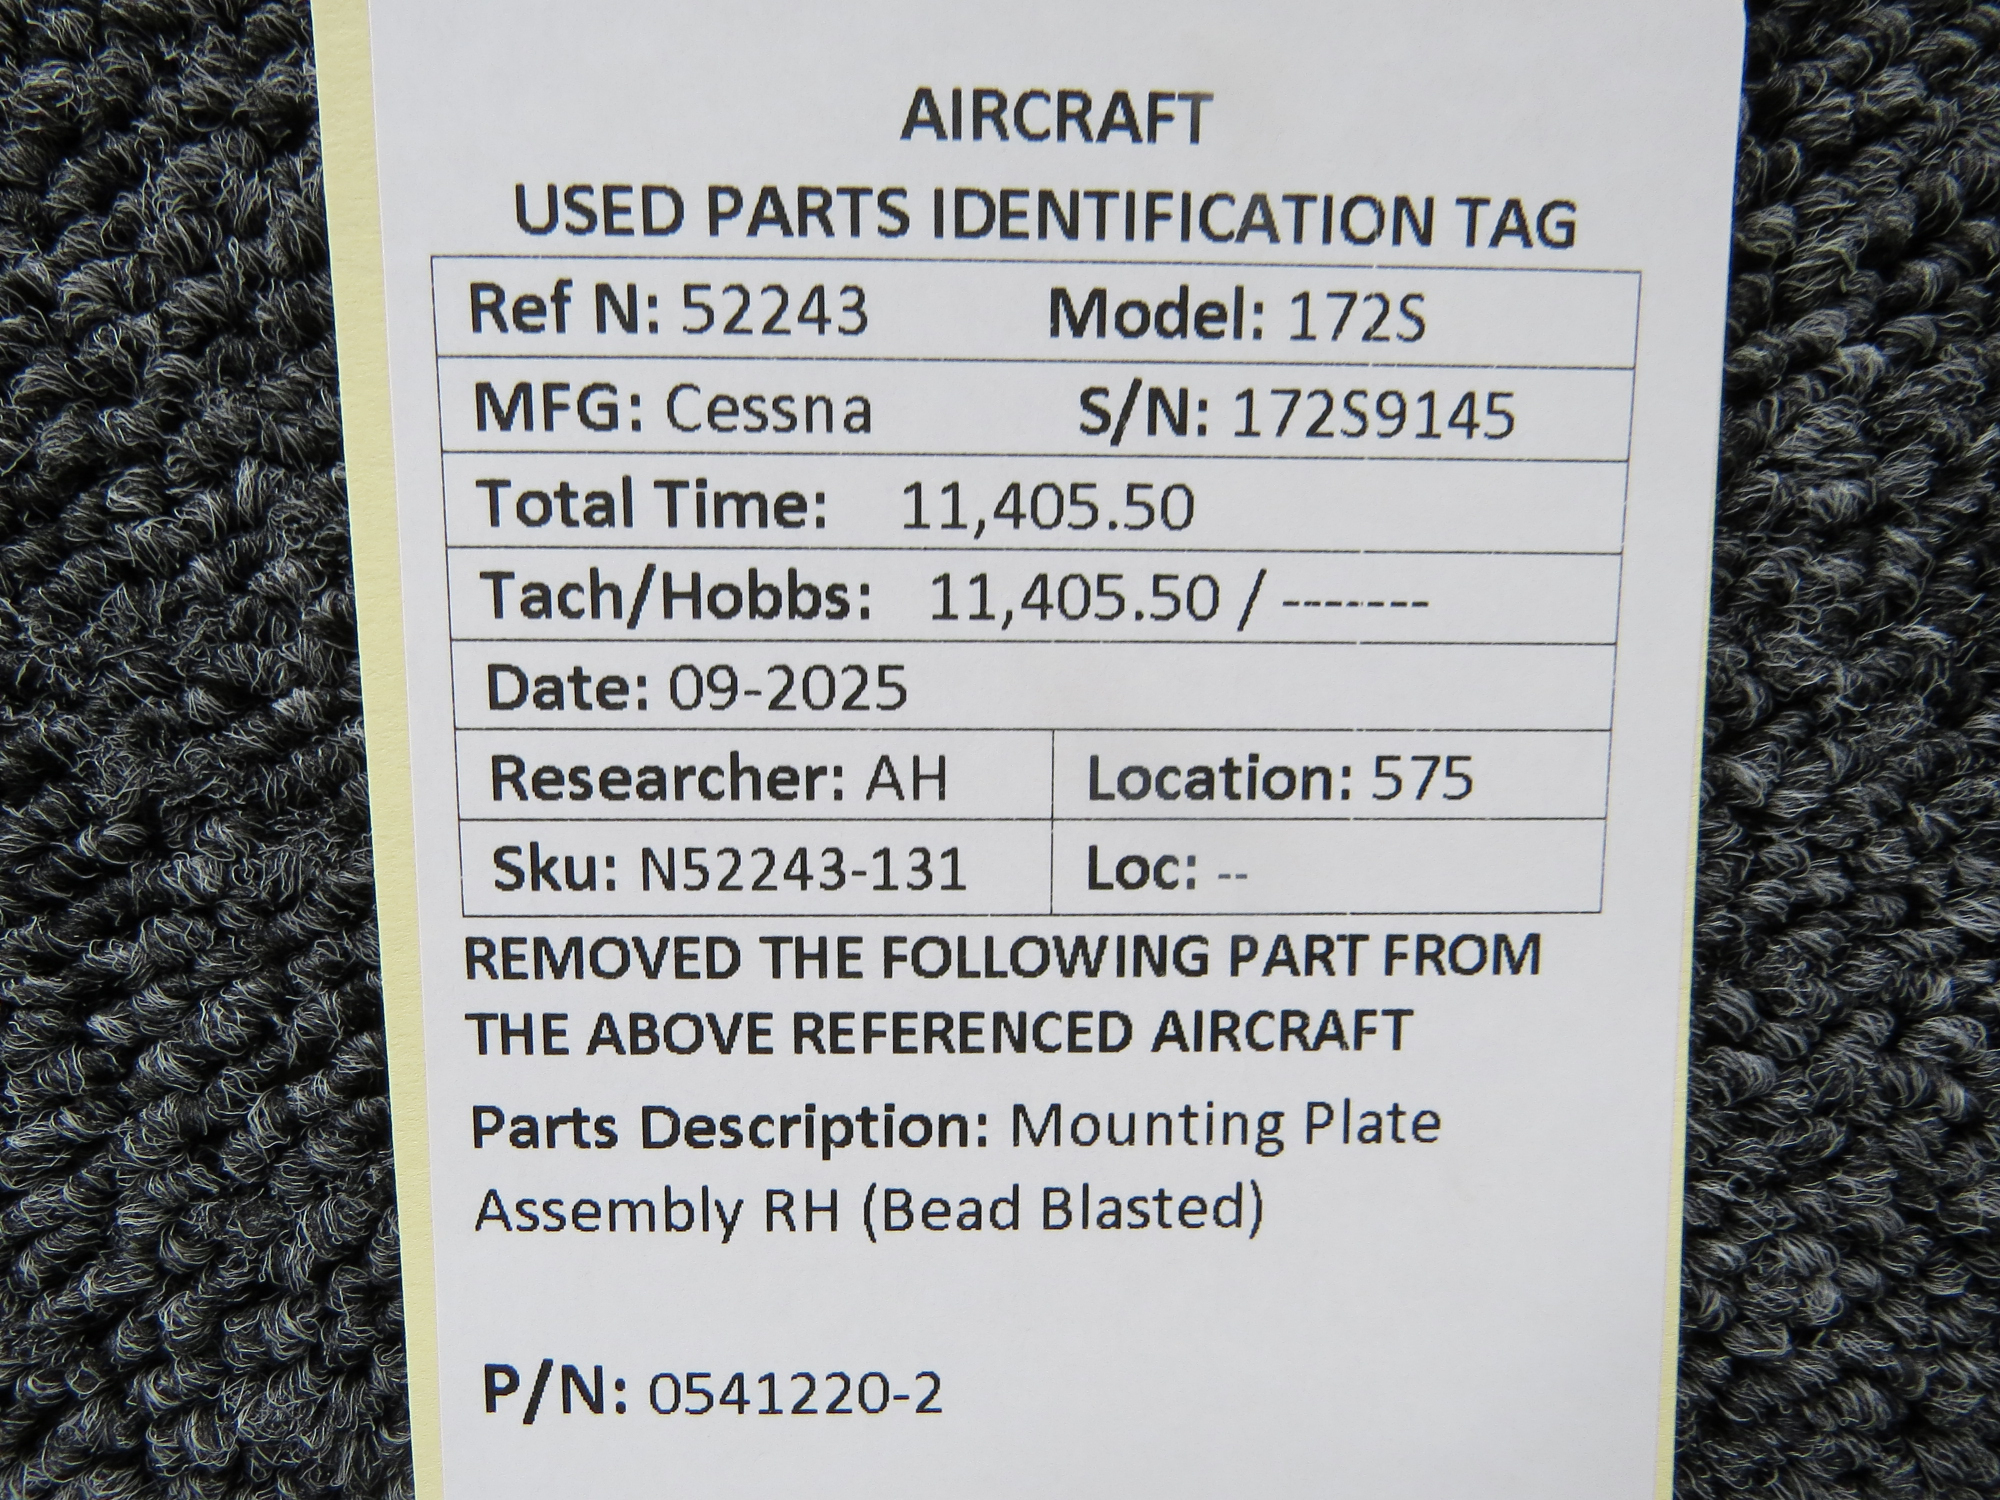 AIRCRAFT
USED PARTS IDENTIFICATION TAG
Ref N: 52243 Model: 172S
MFG: Cessna S/N: 172S9145
Total Time: 11,405.50
Tach/Hobbs: 11,405.50 / -------
Date: 09-2025
Researcher: AH Location: 575
Sku: N52243-131 Loc: --
REMOVED THE FOLLOWING PART FROM
THE ABOVE REFERENCED AIRCRAFT
Parts Description: Mounting Plate
Assembly RH (Bead Blasted)
P/N: 0541220-2